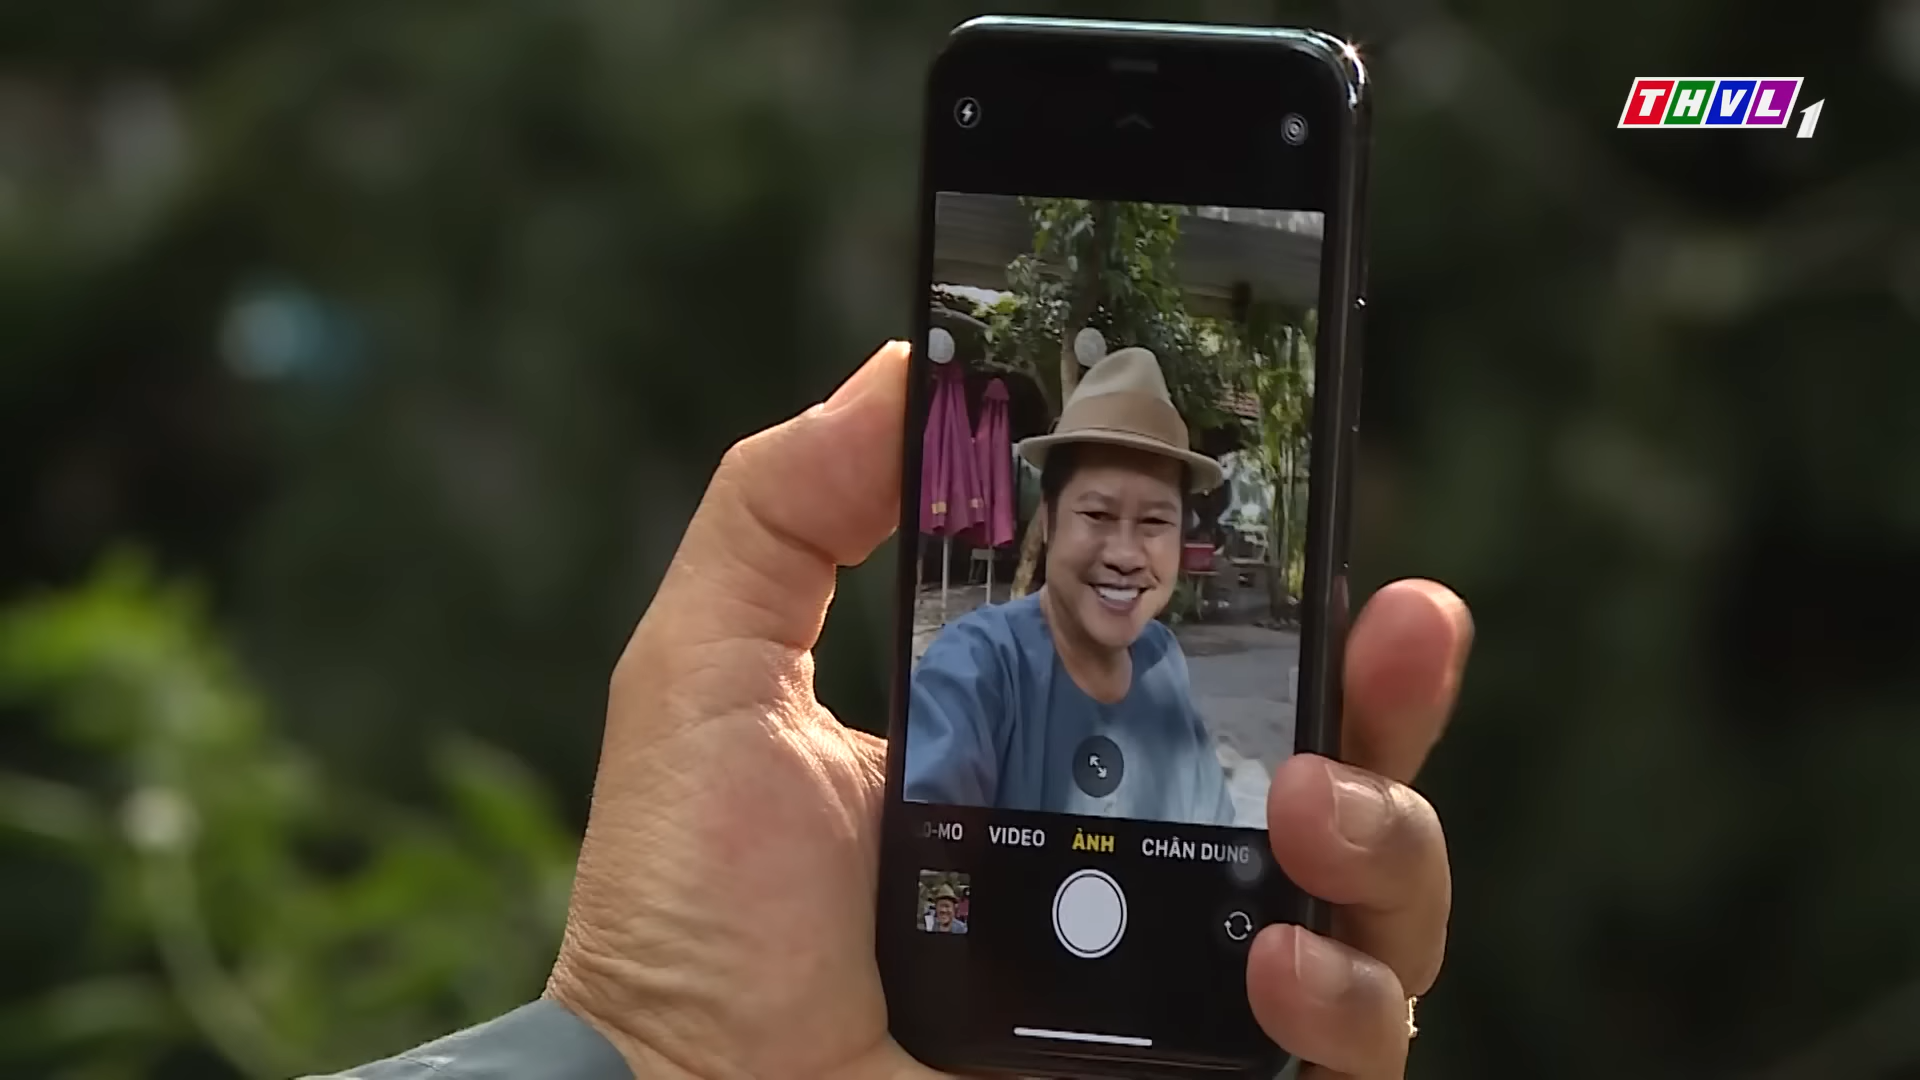 THVL1
O-MO VIDEO ẢNH CHÂN DUNG